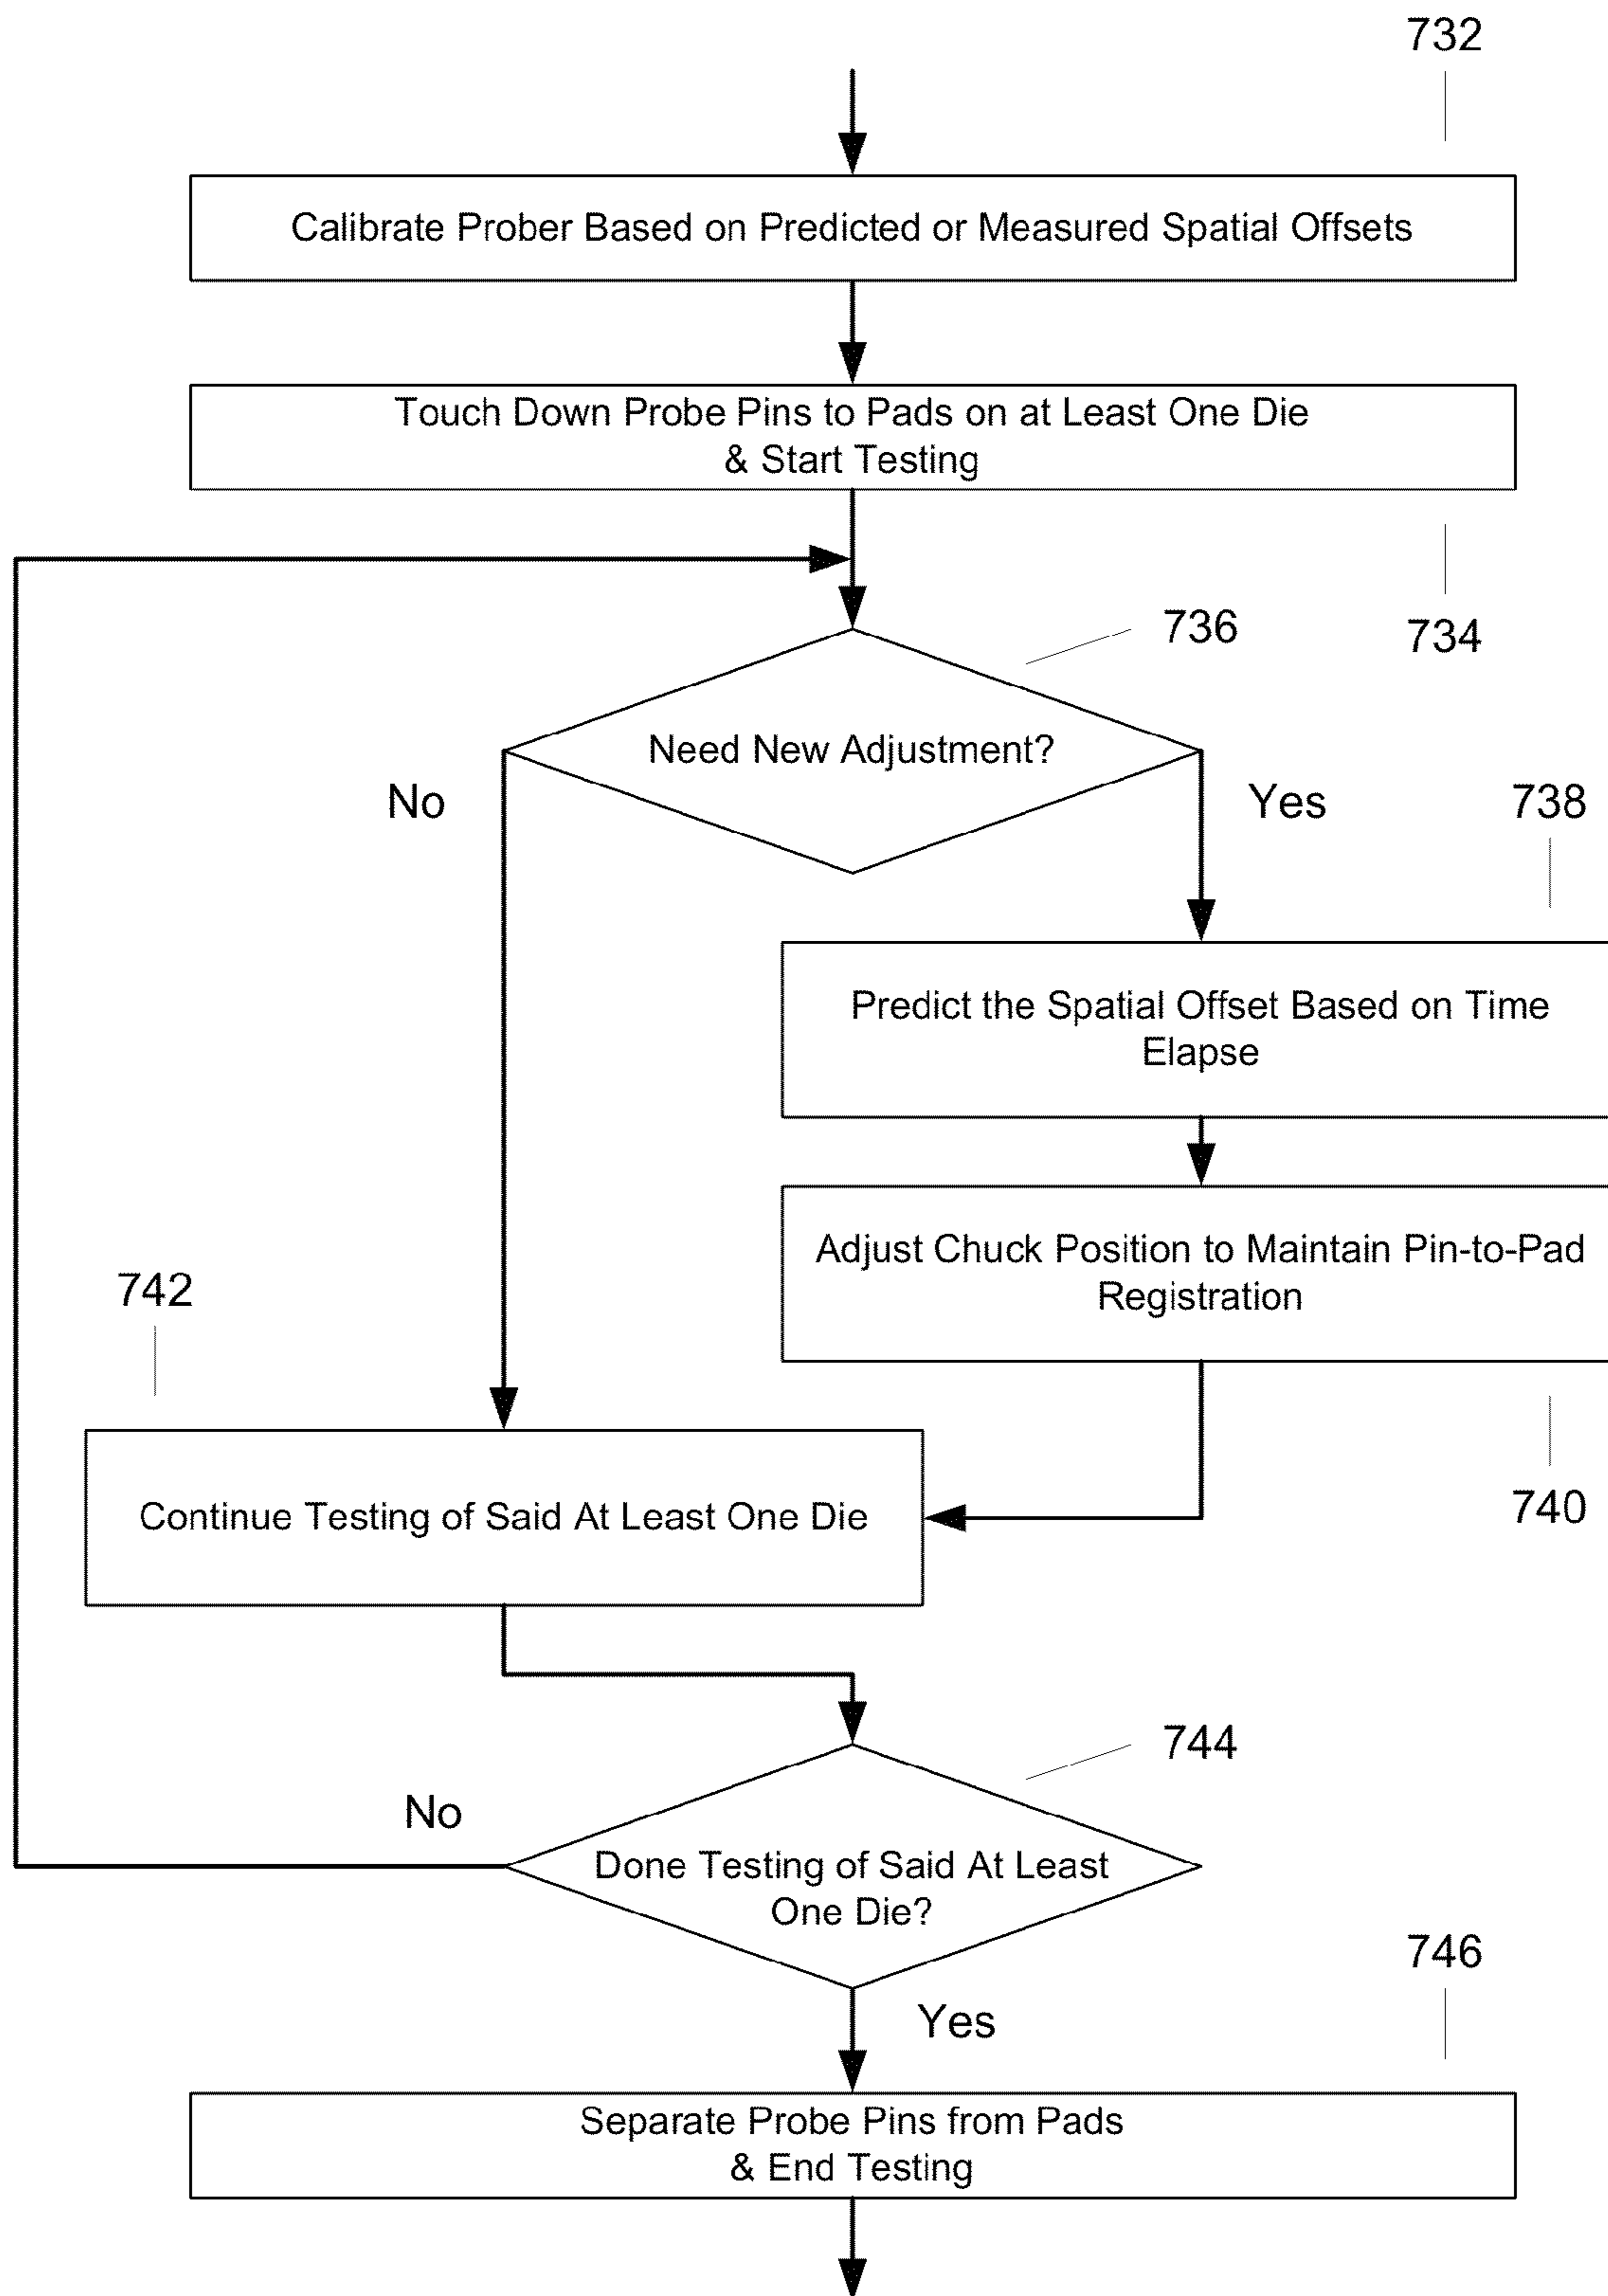 732
Calibrate Prober Based on Predicted or Measured Spatial Offsets
Touch Down Probe Pins to Pads on at Least One Die
& Start Testing
734
736
Need New Adjustment?
No
Yes
738
Predict the Spatial Offset Based on Time
Elapse
Adjust Chuck Position to Maintain Pin-to-Pad
Registration
740
742
Continue Testing of Said At Least One Die
744
No
Done Testing of Said At Least
One Die?
Yes
746
Separate Probe Pins from Pads
& End Testing